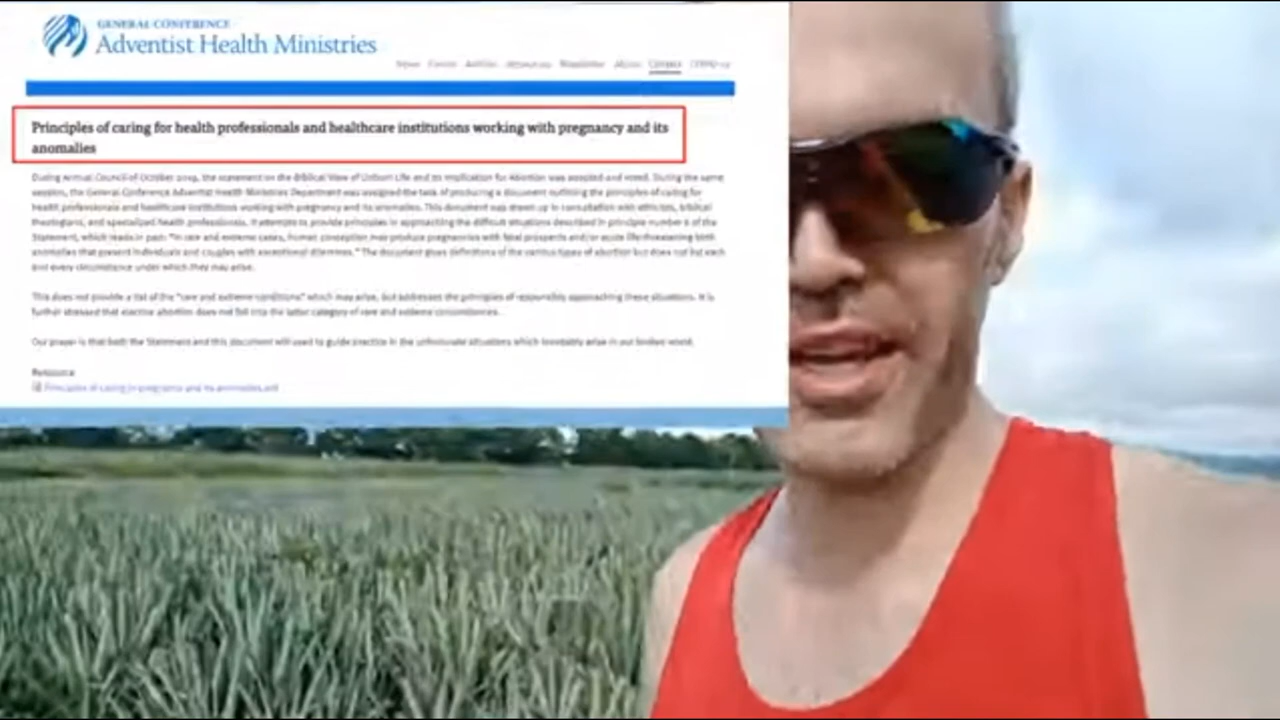 GENERAL CONFERENCE
Adventist Health Ministries
Principles of caring for health professionals and healthcare institutions working with pregnancy and its
anomalies
During Annual Council of October 2019, the statement on the Biblical View of Unborn Life and its implication for Abortion was accepted and voted. During the same
session, the General Conference Adventist Health Ministries Department was assigned the task of producing a document outlining the principles of caring for
health professionals and healthcare institutions working with pregnancy and its anomalies. This document was drawn up in consultation with ethicists, biblical
theologians, and specialized health professionals. It attempts to provide principles in approaching the difficult situations described in principle number 6 of the
Statement, which reads in part: "In rare and extreme cases, human conception may produce pregnancies with fatal prospects and/or acute life-threatening birth
anomalies that present individuals and couples with exceptional dilemmas." The document gives definitions of the various types of abortion but does not list each
and every circumstance under which they may arise.
This does not provide a list of the "rare and extreme conditions" which may arise, but addresses the principles of responsibly approaching these situations. It is
further stressed that elective abortion does not fall into the latter category of rare and extreme circumstances.
Our prayer is that both the Statement and this document will used to guide practice in the unfortunate situations which inevitably arise in our broken world.
Resource
Principles of caring in pregnancy and its anomalies.pdf